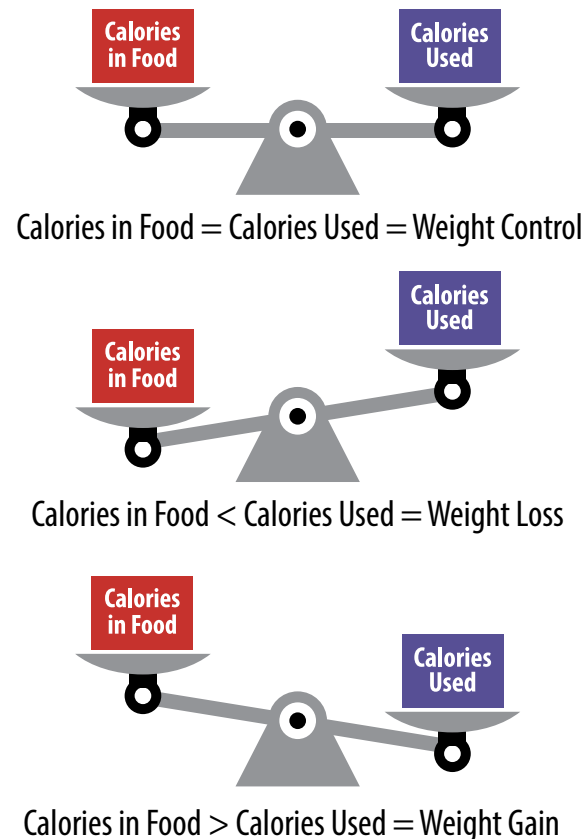 Calories
in Food
Calories
Used
Calories in Food = Calories Used = Weight Control
Calories
Used
Calories
in Food
Calories in Food < Calories Used = Weight Loss
Calories
in Food
Calories
Used
Calories in Food > Calories Used = Weight Gain